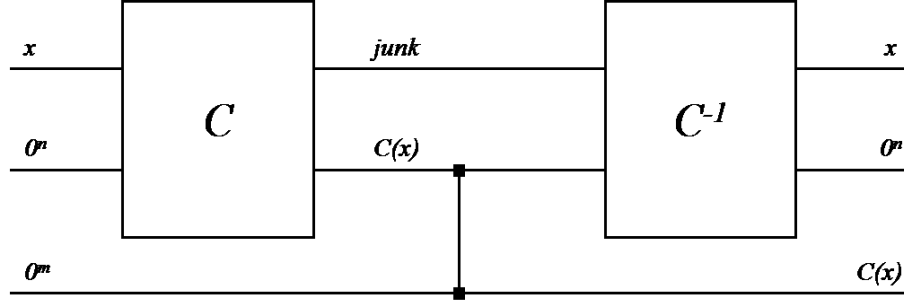 x junk x
C C⁻¹
0ⁿ C(x) 0ⁿ
0ᵐ C(x)